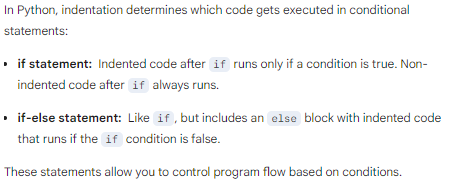 In Python, indentation determines which code gets executed in conditional
statements:
• if statement: Indented code after if runs only if a condition is true. Non-
indented code after if always runs.
• if-else statement: Like if, but includes an else block with indented code
that runs if the if condition is false.
These statements allow you to control program flow based on conditions.